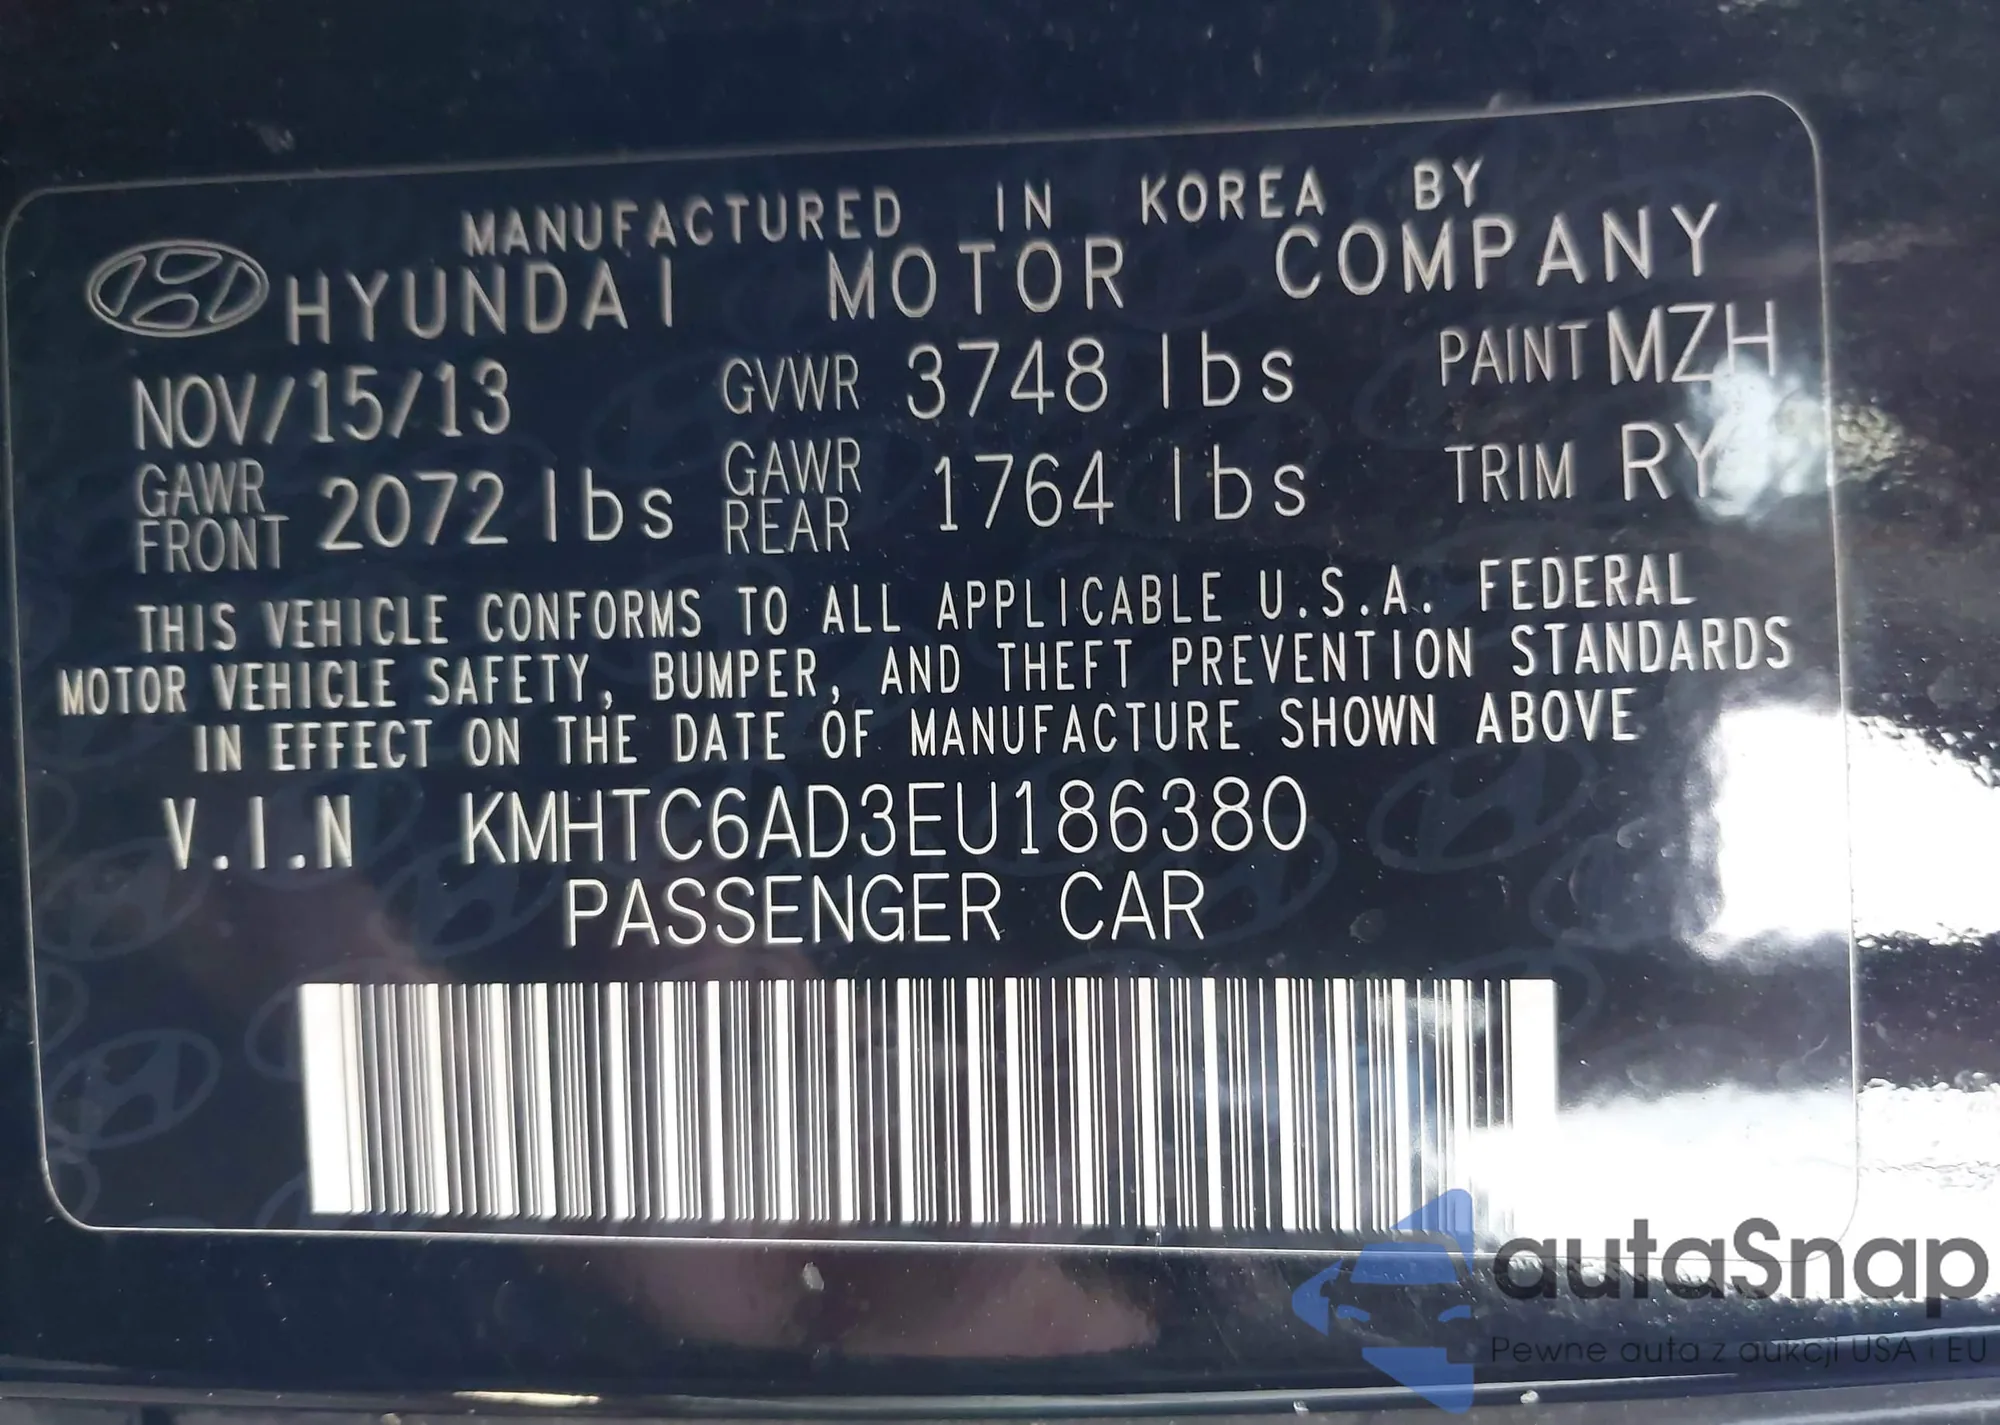 MANUFACTURED IN KOREA BY
HYUNDAI MOTOR COMPANY
NOV/15/13 GVWR 3748 lbs PAINT MZH
GAWR FRONT 2072 lbs GAWR REAR 1764 lbs TRIM RY
THIS VEHICLE CONFORMS TO ALL APPLICABLE U.S.A. FEDERAL
MOTOR VEHICLE SAFETY, BUMPER, AND THEFT PREVENTION STANDARDS
IN EFFECT ON THE DATE OF MANUFACTURE SHOWN ABOVE
V.I.N KMHTC6AD3EU186380
PASSENGER CAR
autaSnap
Pewne auta z aukcji USA i EU